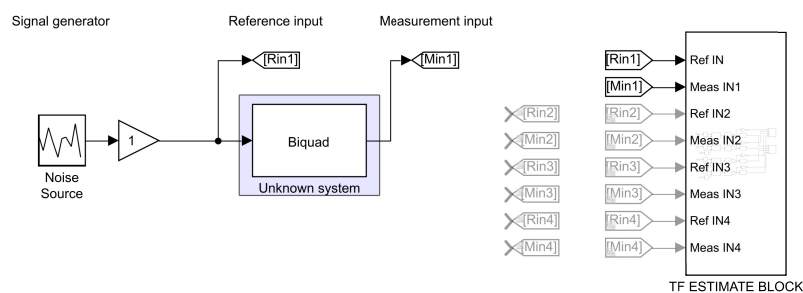 Signal generator
Reference input
Measurement input
[Rin1]
[Min1]
1
Biquad
Unknown system
Noise
Source
[Rin1]
Ref IN
[Min1]
Meas IN1
[Rin2]
[Rin2]
Ref IN2
[Min2]
[Min2]
Meas IN2
[Rin3]
[Rin3]
Ref IN3
[Min3]
[Min3]
Meas IN3
[Rin4]
[Rin4]
Ref IN4
[Min4]
[Min4]
Meas IN4
TF ESTIMATE BLOCK